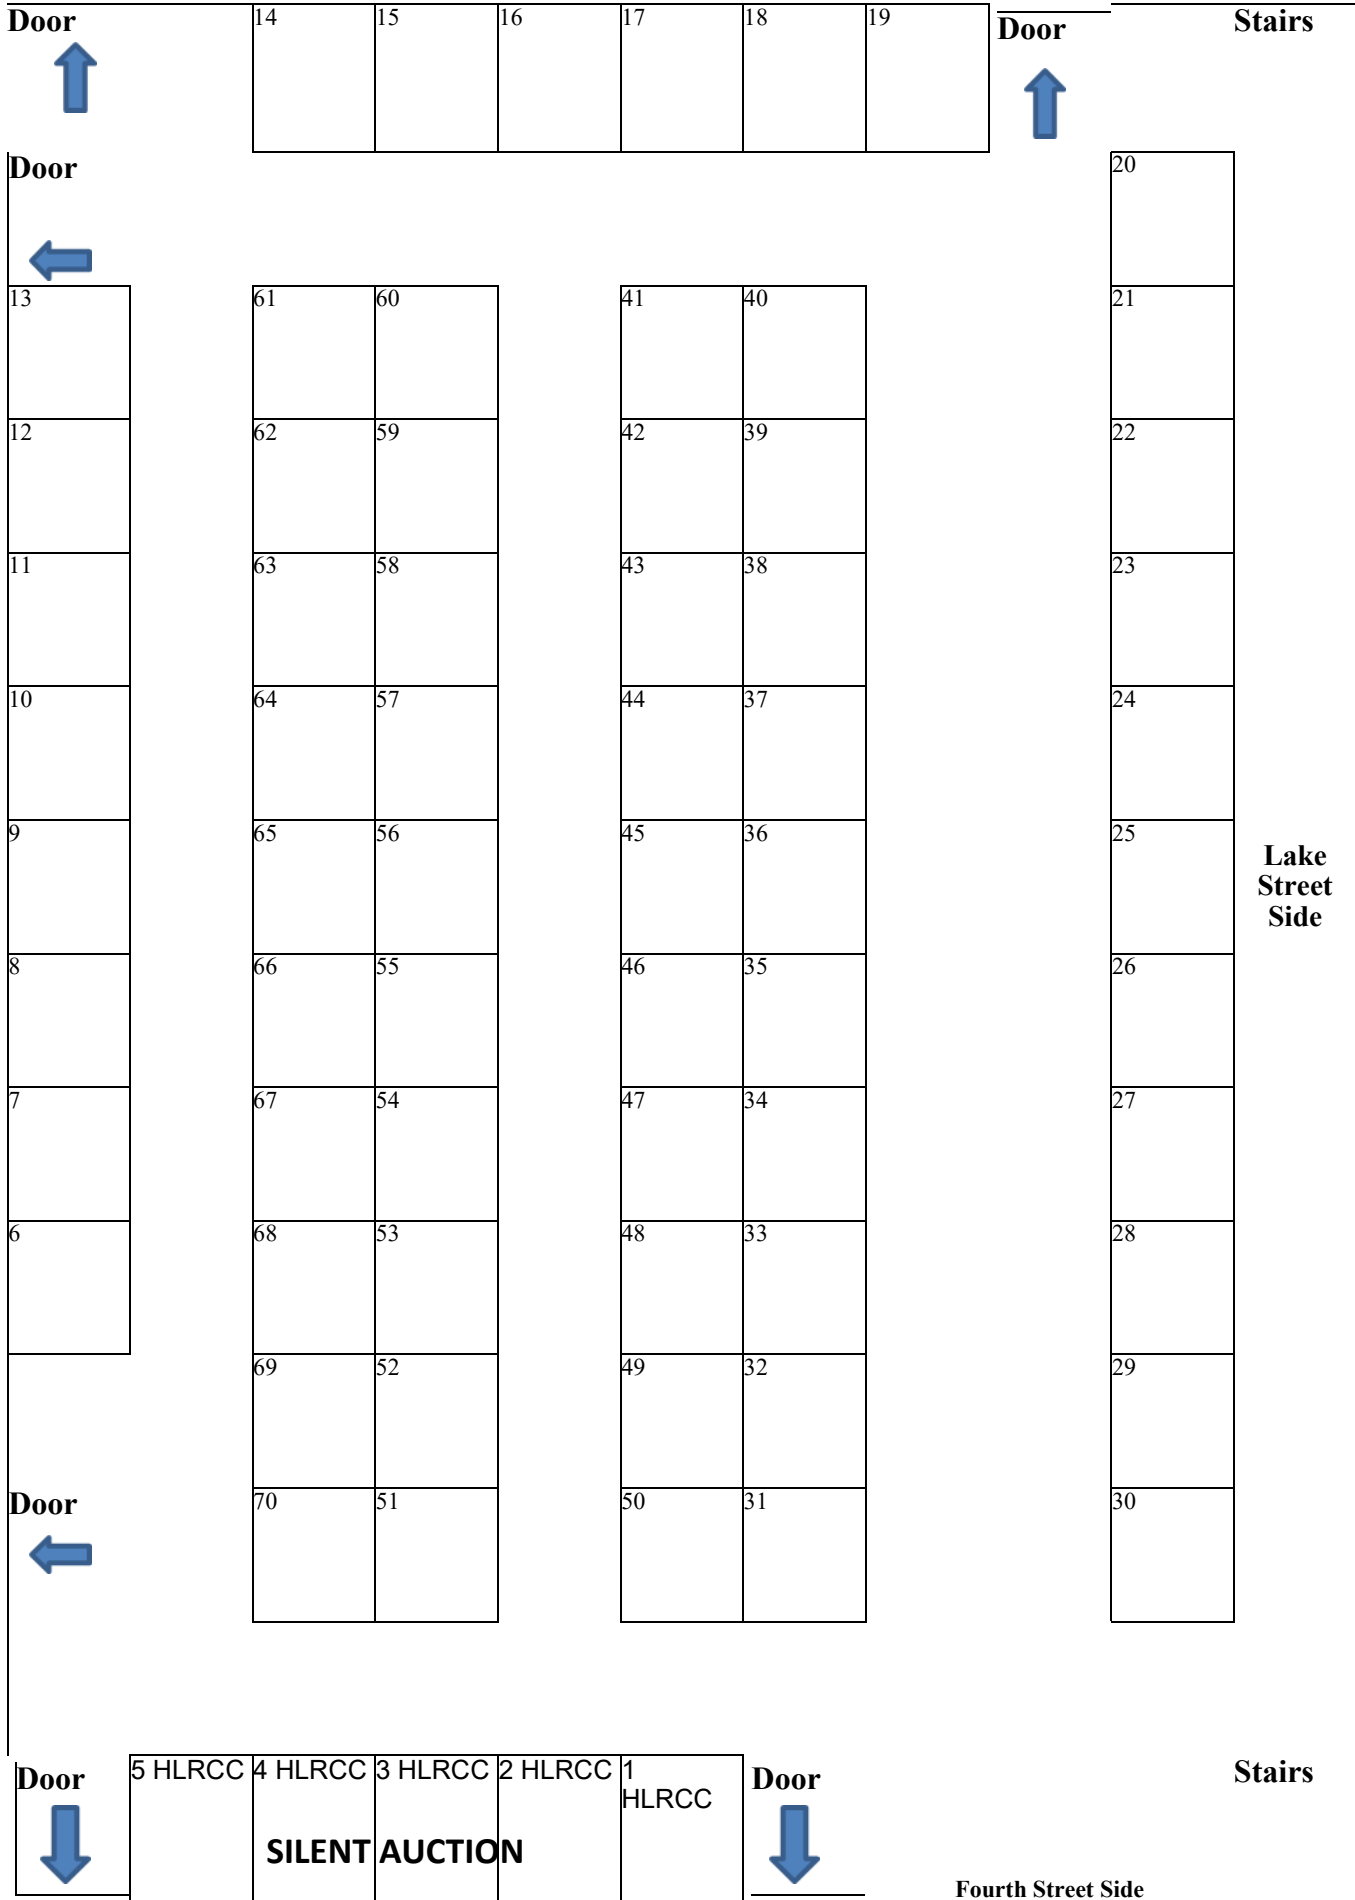 Door 14 15 16 17 18 19 Door Stairs
Door 20
13 61 60 41 40 21
12 62 59 42 39 22
11 63 58 43 38 23
10 64 57 44 37 24
9 65 56 45 36 25
Lake
Street
Side
8 66 55 46 35 26
7 67 54 47 34 27
6 68 53 48 33 28
69 52 49 32 29
Door 70 51 50 31 30
Door 5 HLRCC 4 HLRCC 3 HLRCC 2 HLRCC 1 Door Stairs
HLRCC
SILENT AUCTION
Fourth Street Side